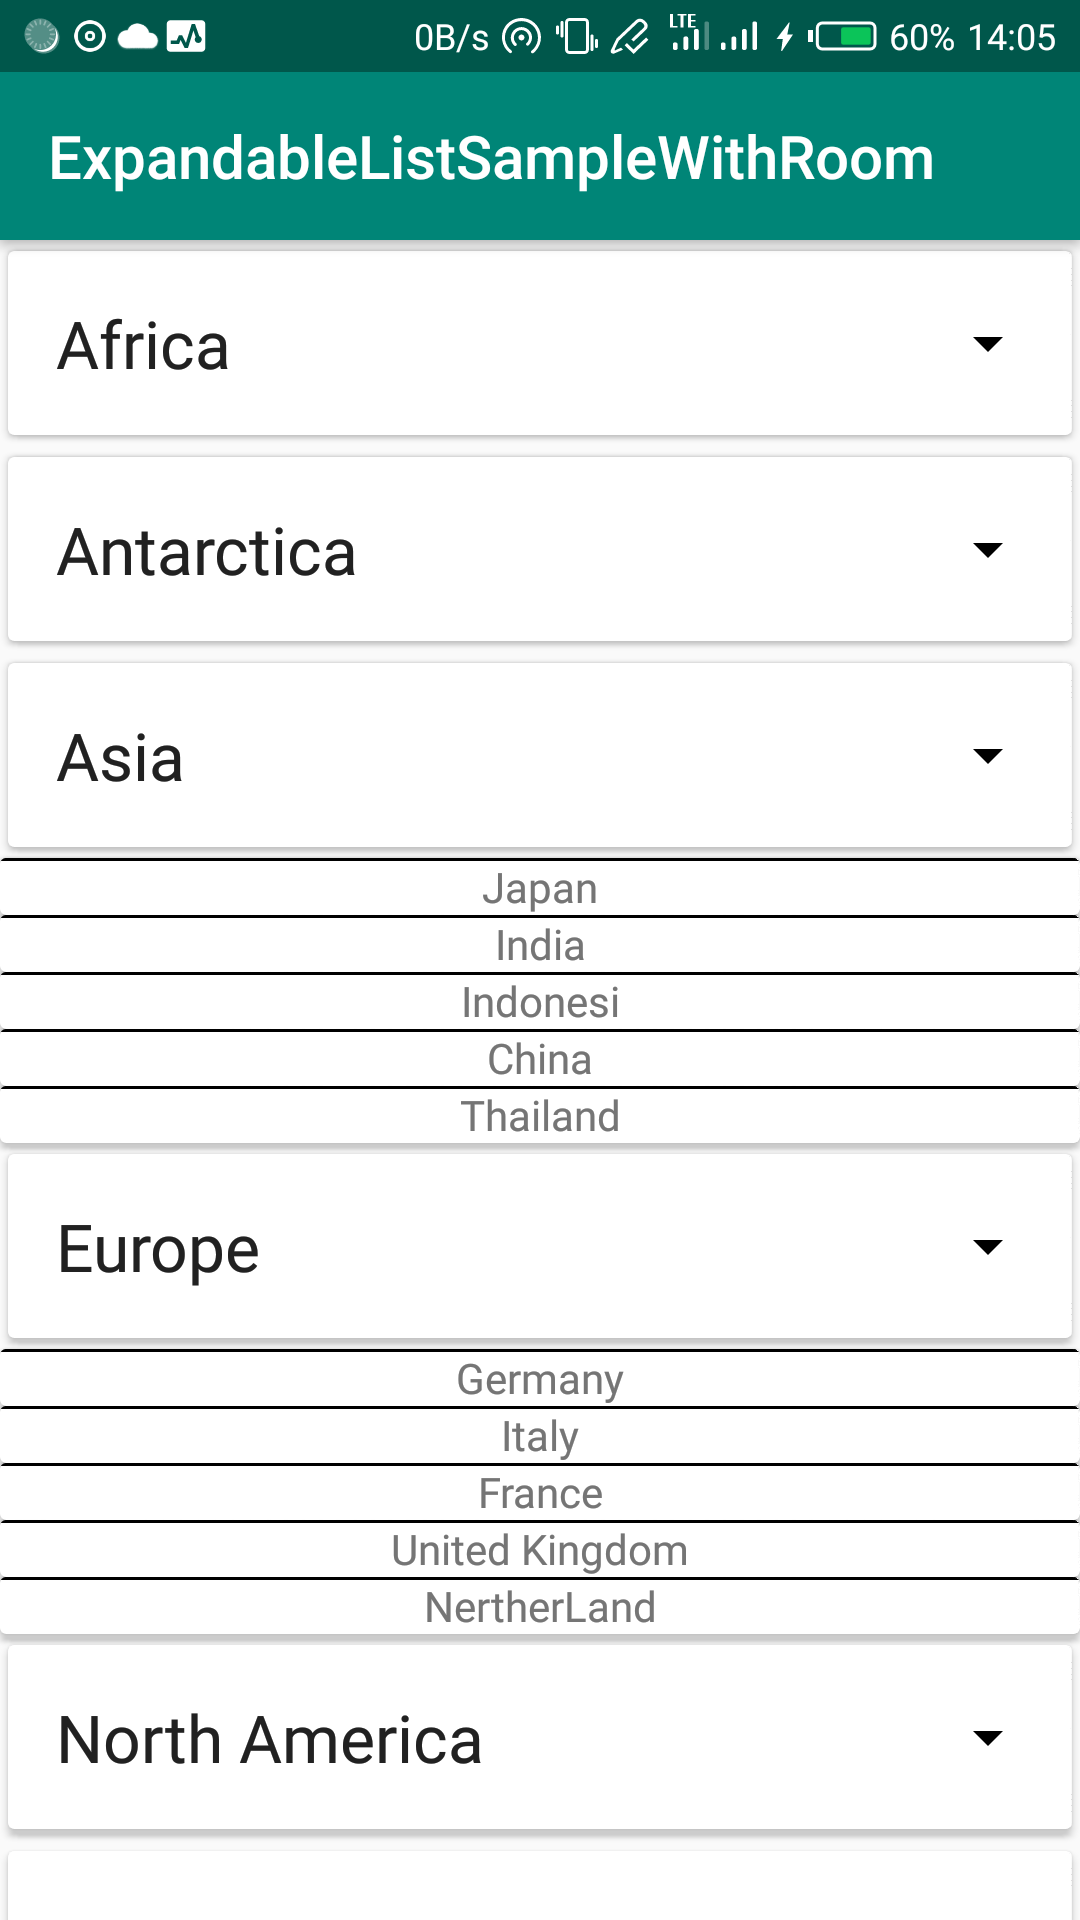 0B/s LTE 60% 14:05
ExpandableListSampleWithRoom
Africa
Antarctica
Asia
Japan
India
Indonesi
China
Thailand
Europe
Germany
Italy
France
United Kingdom
NertherLand
North America